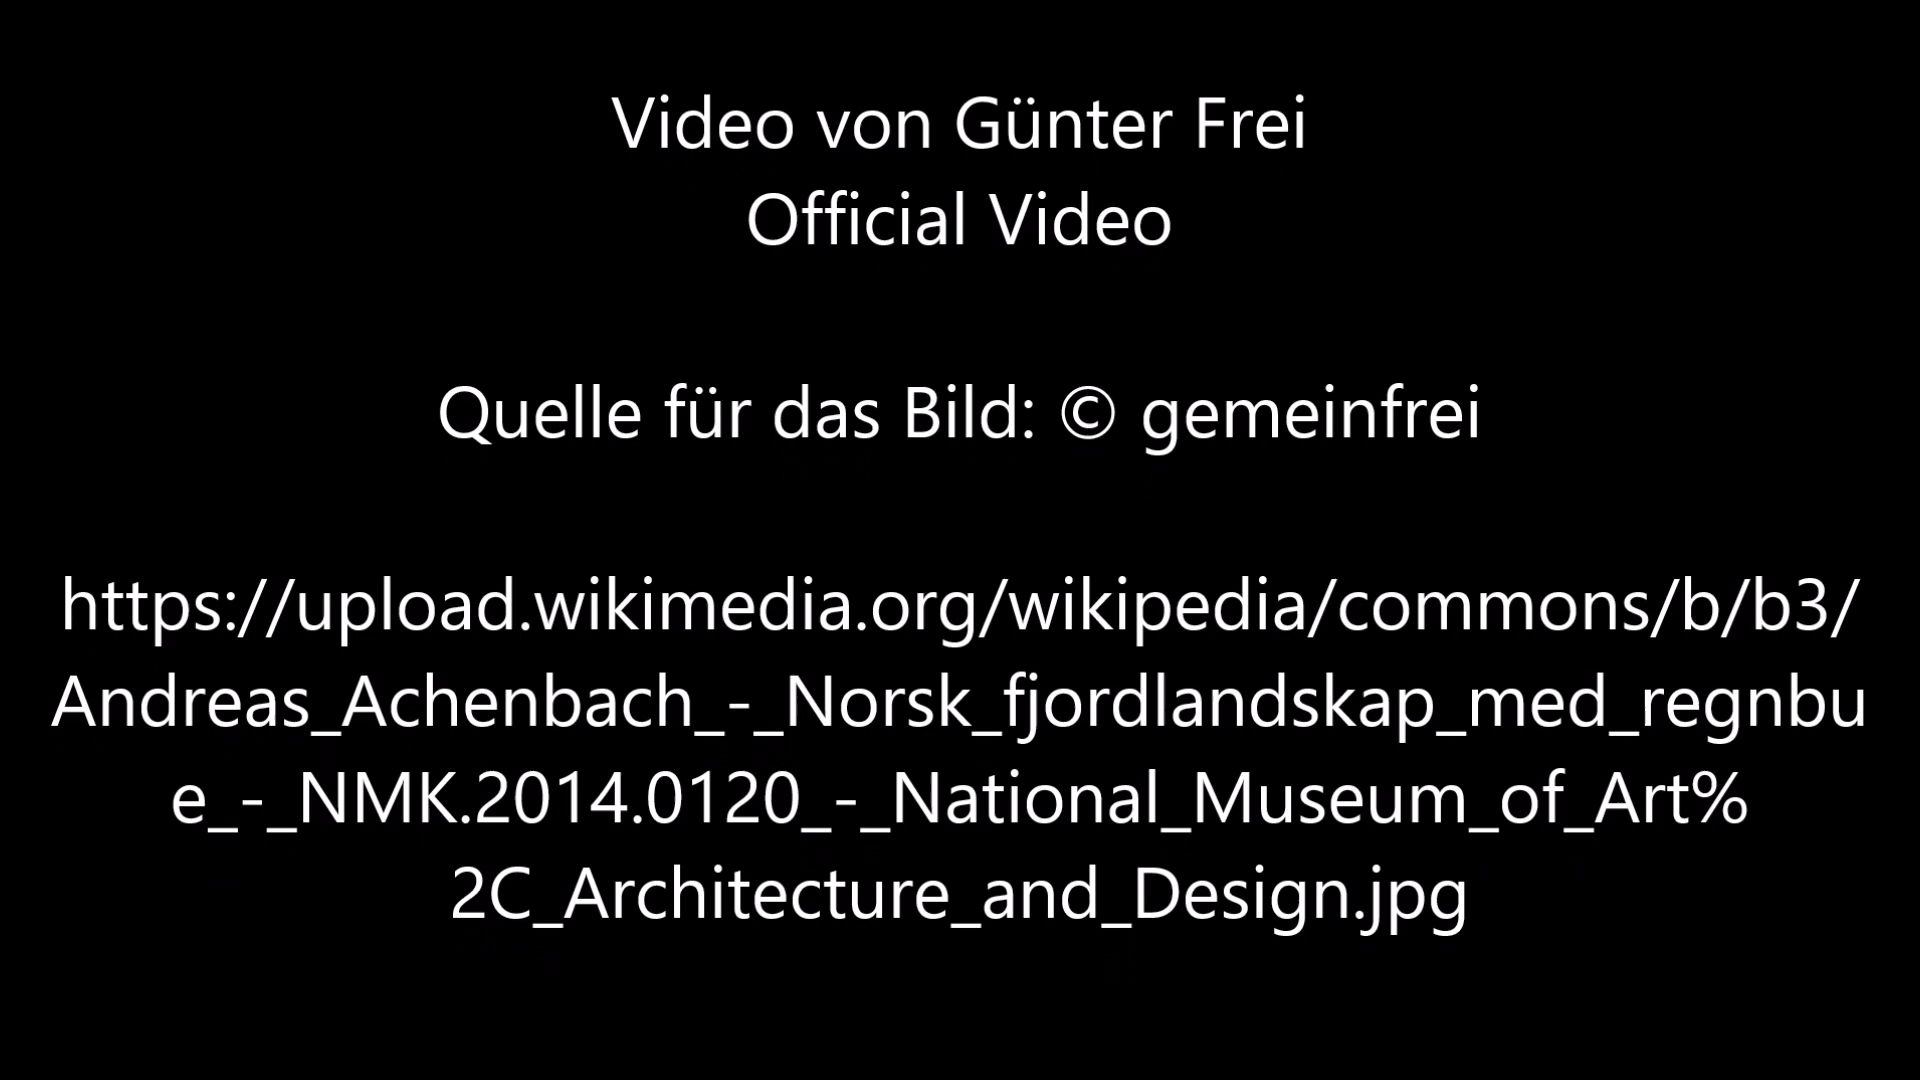 Video von Günter Frei
Official Video
Quelle für das Bild: © gemeinfrei
https://upload.wikimedia.org/wikipedia/commons/b/b3/
Andreas_Achenbach_-_Norsk_fjordlandskap_med_regnbu
e_-_NMK.2014.0120_-_National_Museum_of_Art%
2C_Architecture_and_Design.jpg